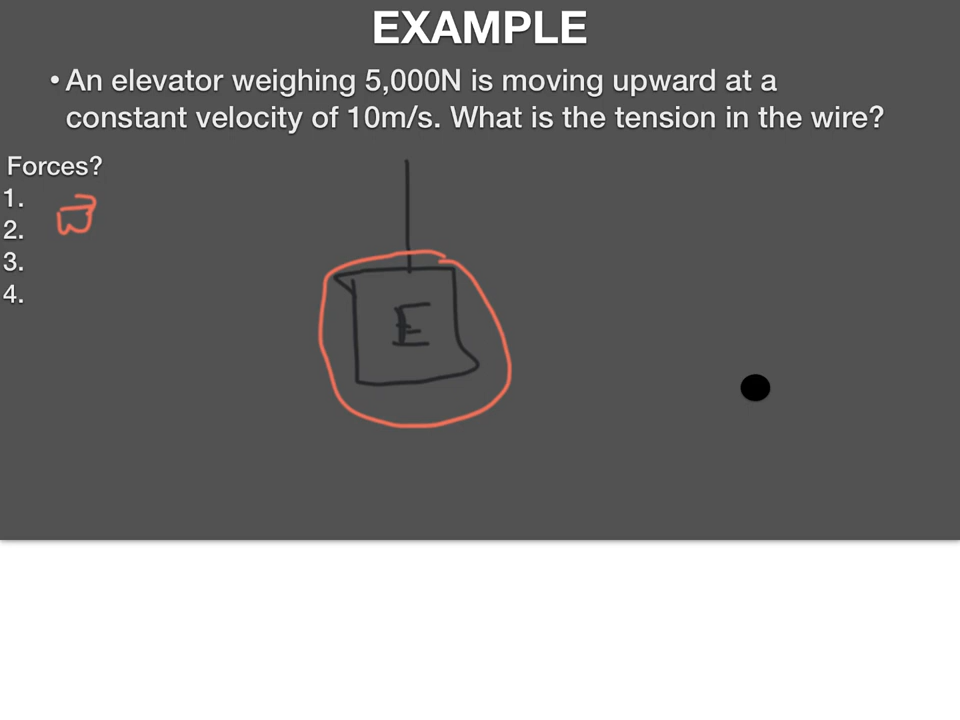 EXAMPLE
• An elevator weighing 5,000N is moving upward at a
constant velocity of 10m/s. What is the tension in the wire?
Forces?
1.
2.
3.
4.
w⃗
E